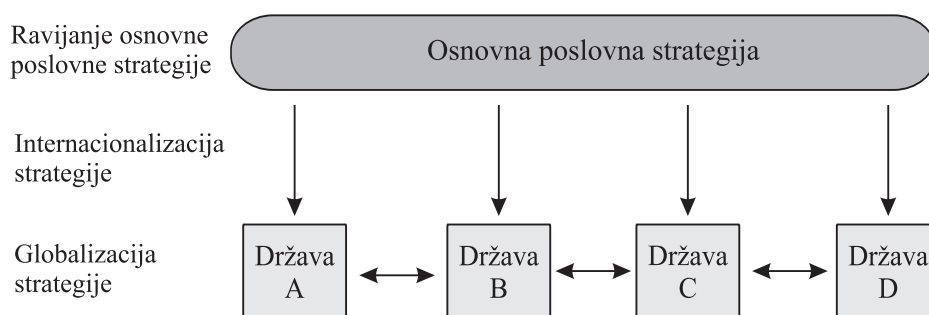 Ravijanje osnovne
poslovne strategije
Osnovna poslovna strategija
Internacionalizacija
strategije
Globalizacija
strategije
Država
A
Država
B
Država
C
Država
D